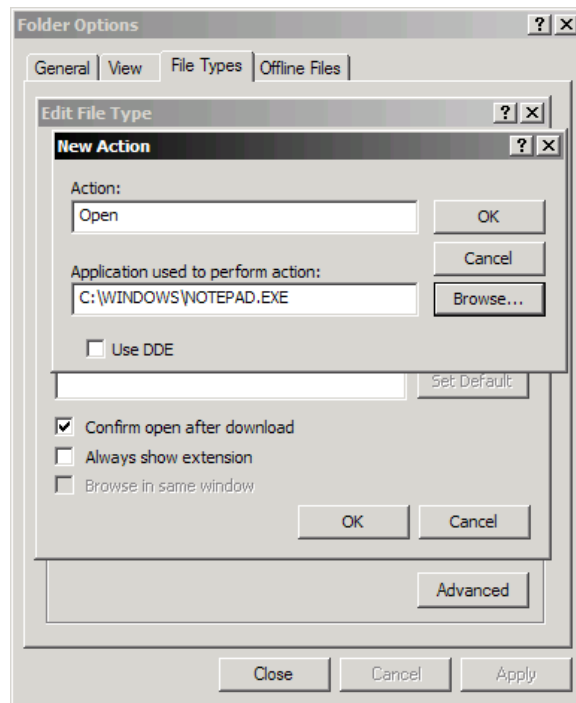 Folder Options
General View File Types Offline Files
Edit File Type
New Action
Action:
Open
OK
Cancel
Application used to perform action:
C:\WINDOWS\NOTEPAD.EXE
Browse...
Use DDE
Set Default
Confirm open after download
Always show extension
Browse in same window
OK Cancel
Advanced
Close Cancel Apply